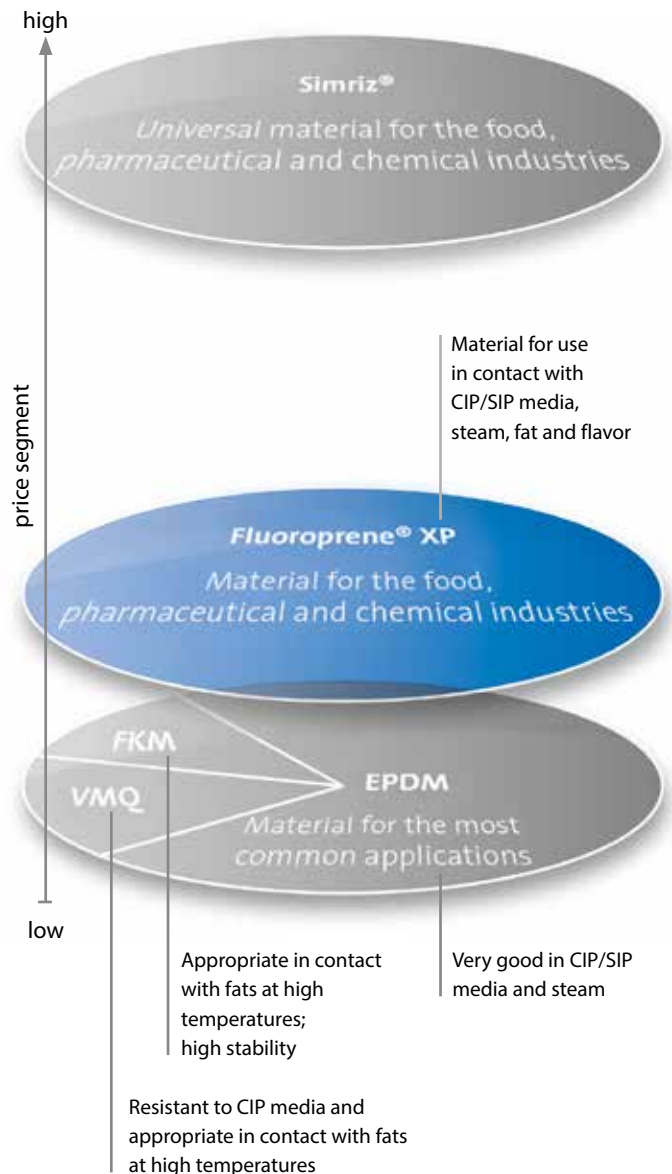 high
Simriz®
Universal material for the food,
pharmaceutical and chemical industries
Material for use
in contact with
CIP/SIP media,
steam, fat and flavor
price segment
Fluoroprene® XP
Material for the food,
pharmaceutical and chemical industries
FKM
VMQ
EPDM
Material for the most
common applications
low
Appropriate in contact
with fats at high
temperatures;
high stability
Very good in CIP/SIP
media and steam
Resistant to CIP media and
appropriate in contact with fats
at high temperatures